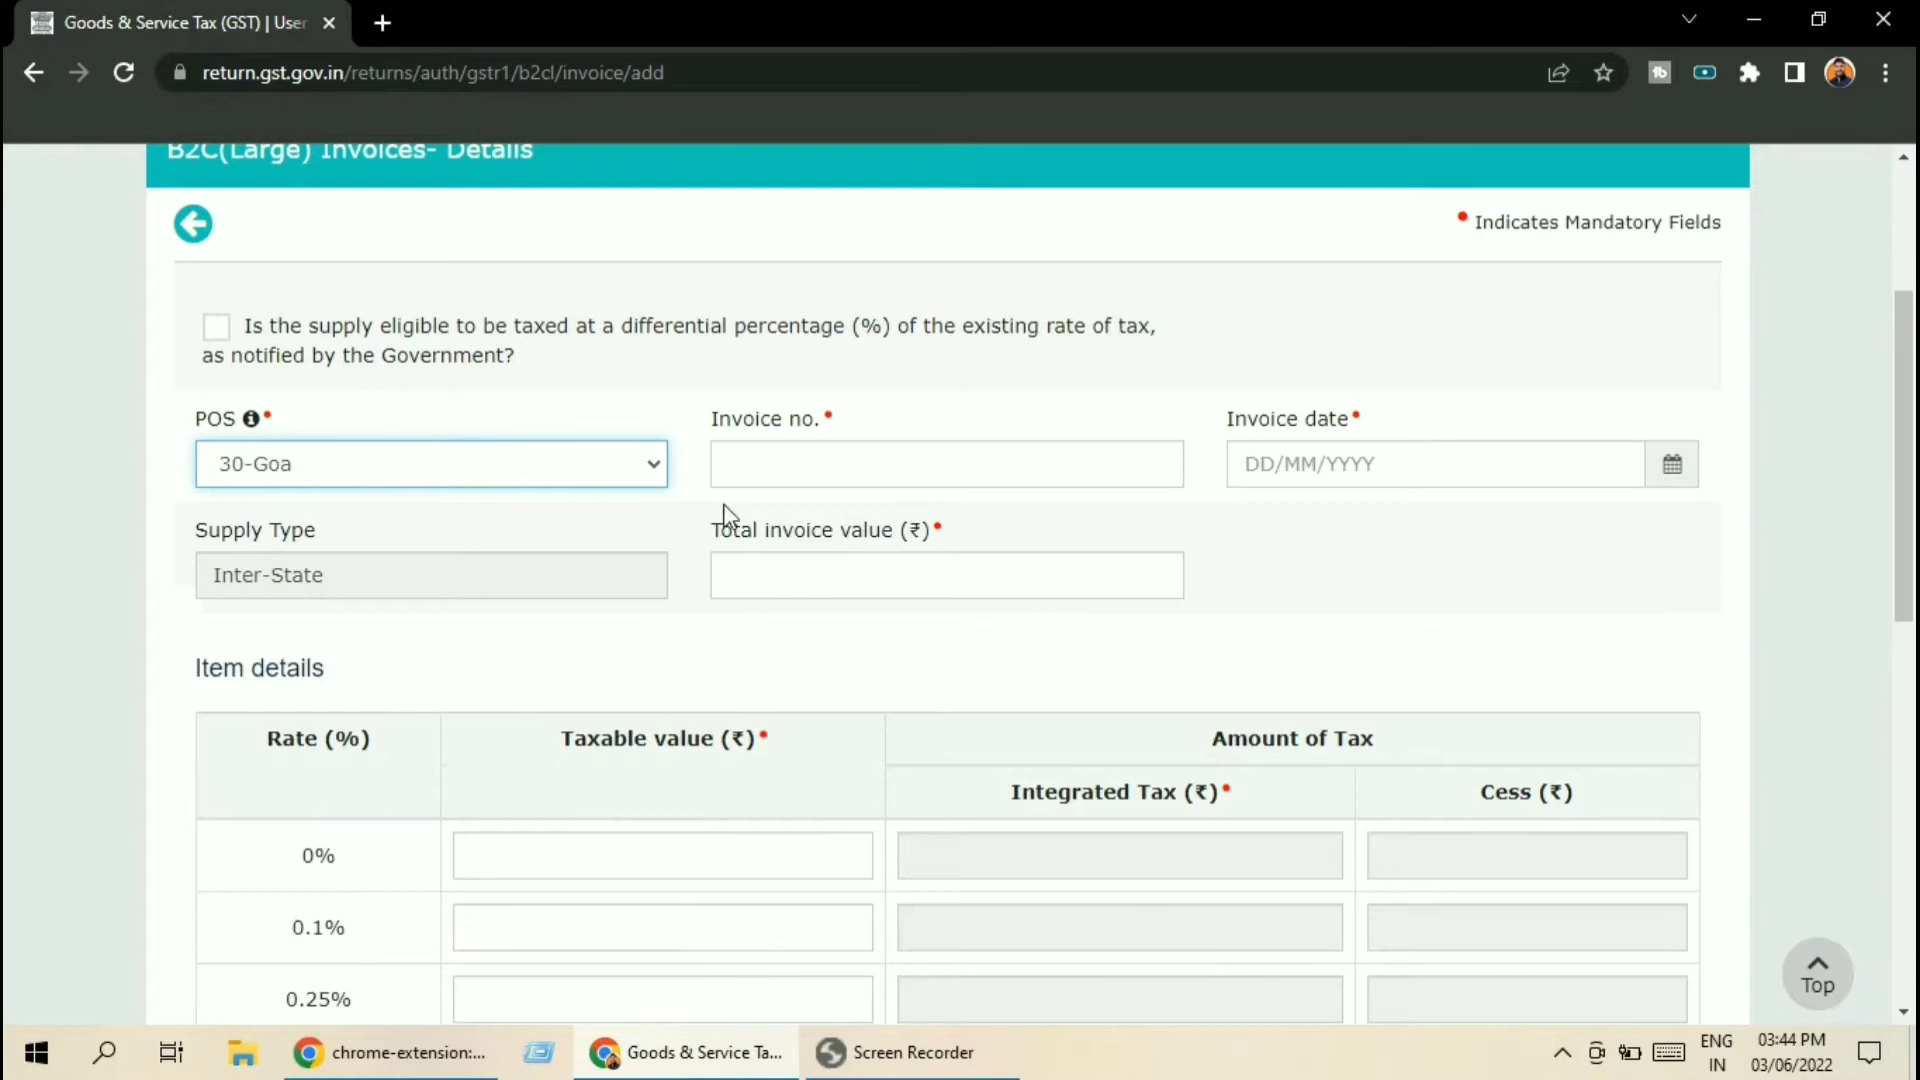 Goods & Service Tax (GST) | User
return.gst.gov.in/returns/auth/gstr1/b2cl/invoice/add
B2C(Large) Invoices- Details
• Indicates Mandatory Fields
Is the supply eligible to be taxed at a differential percentage (%) of the existing rate of tax,
as notified by the Government?
POS •
Invoice no. •
Invoice date •
30-Goa
DD/MM/YYYY
Supply Type
Total invoice value (₹) •
Inter-State
Item details
Rate (%)
Taxable value (₹) •
Amount of Tax
Integrated Tax (₹) •
Cess (₹)
0%
0.1%
0.25%
Top
chrome-extension:...
Goods & Service Ta...
Screen Recorder
ENG
IN
03:44 PM
03/06/2022